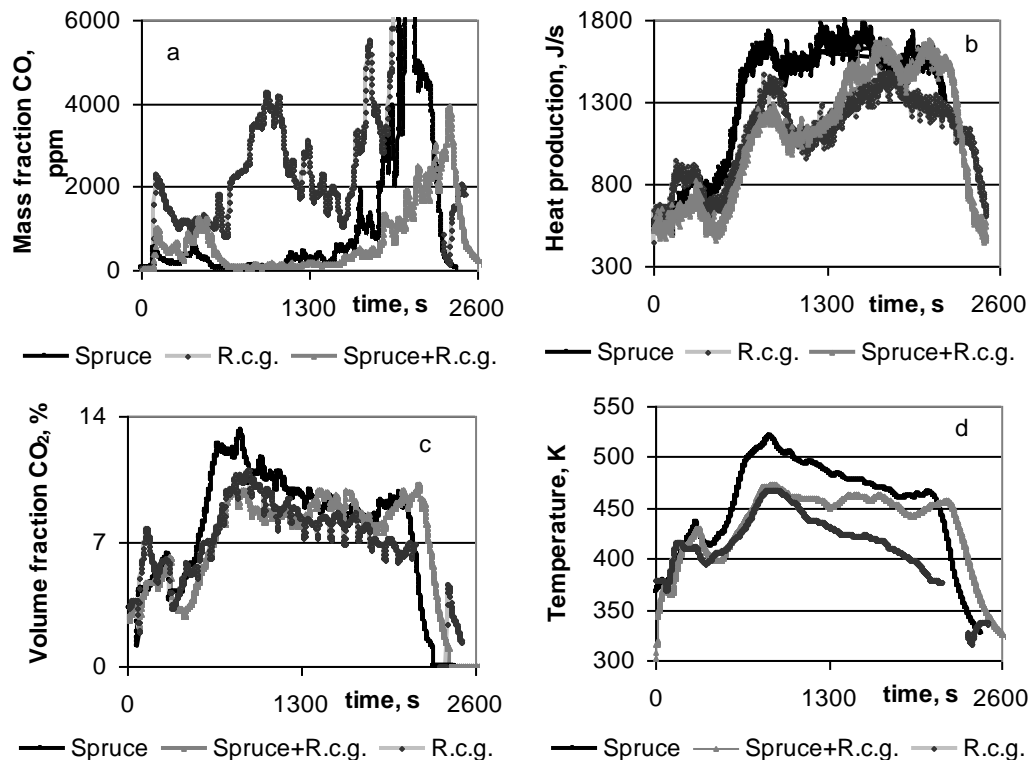 Mass fraction CO,
ppm
6000
4000
2000
0
a
0
1300
2600
time, s
Spruce
R.c.g.
Spruce+R.c.g.
Heat production, J/s
1800
1300
800
300
b
0
1300
2600
time, s
Spruce
R.c.g.
Spruce+R.c.g.
Volume fraction CO₂, %
14
7
0
c
0
1300
2600
time, s
Spruce
Spruce+R.c.g.
R.c.g.
Temperature, K
550
500
450
400
350
300
d
0
1300
2600
time, s
Spruce
Spruce+R.c.g.
R.c.g.